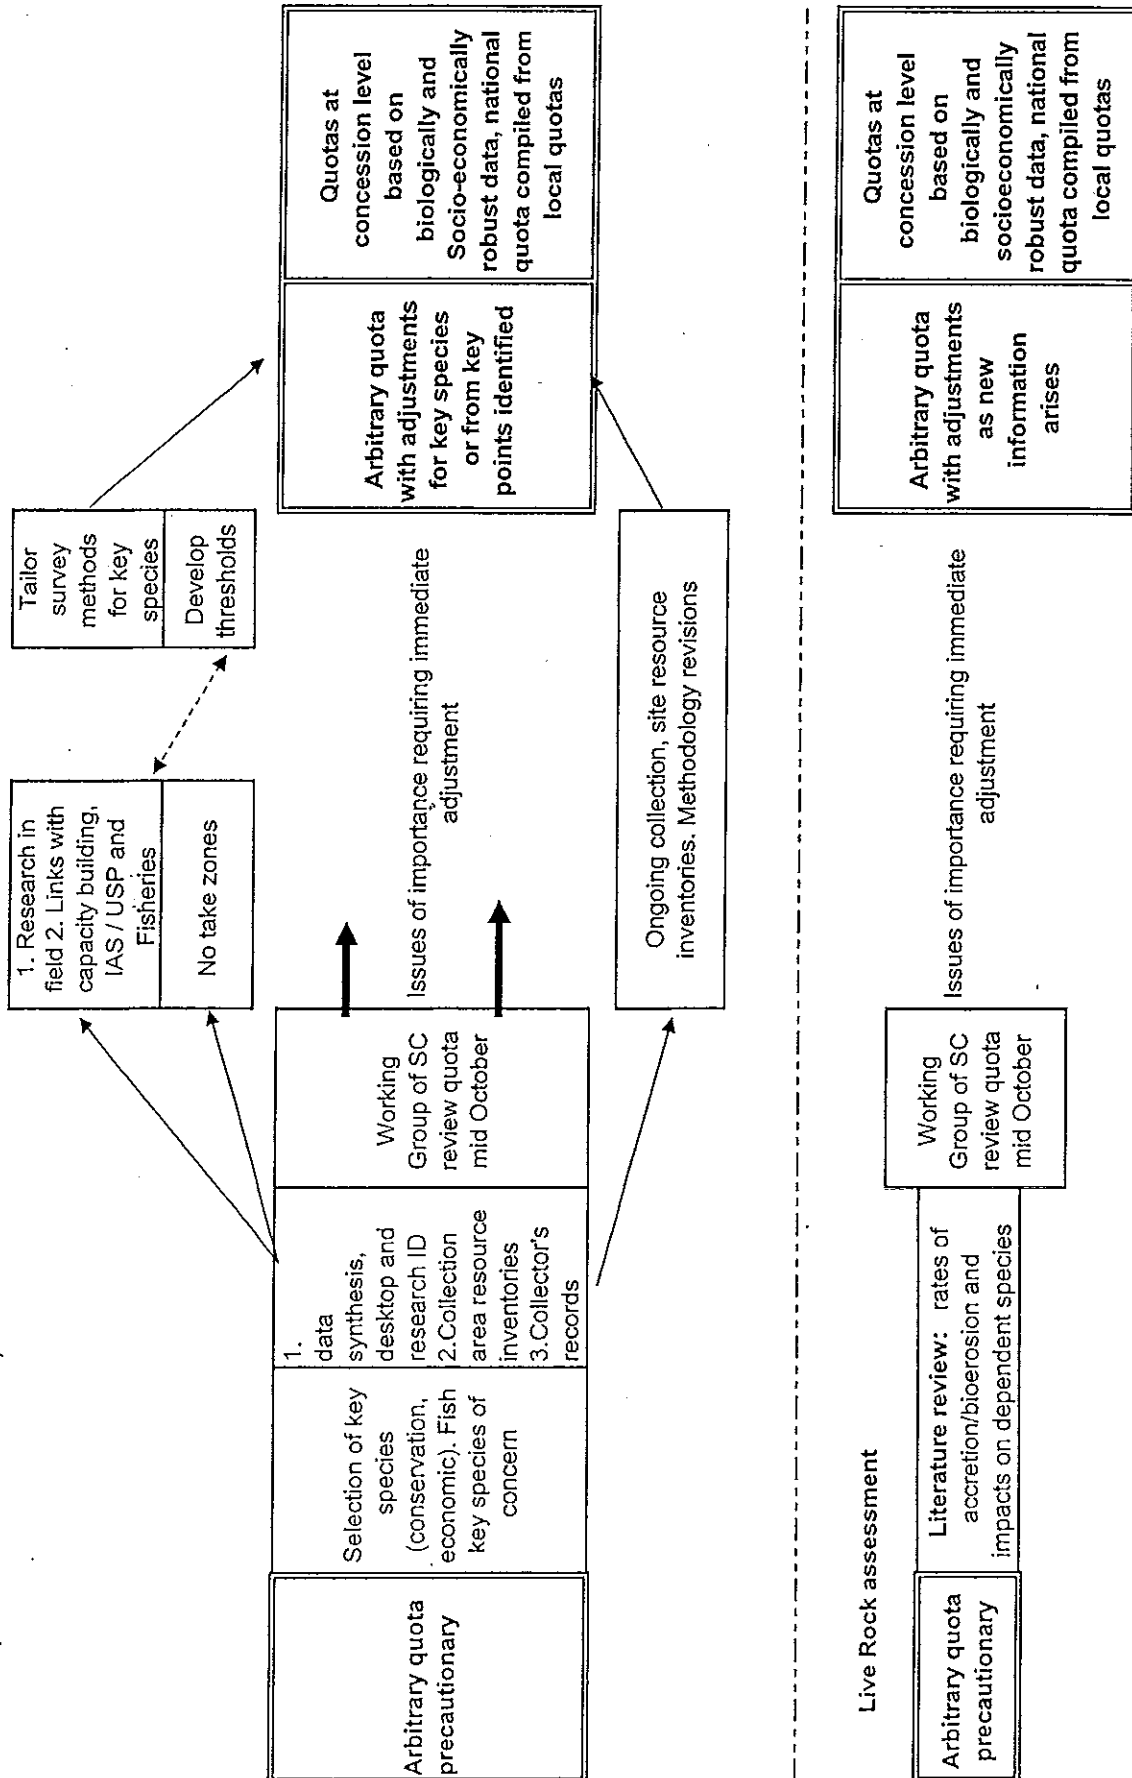 1. Research in
field 2. Links with
capacity building,
IAS / USP and
Fisheries
No take zones
Tailor
survey
methods
for key
species
Develop
thresholds
Arbitrary quota
precautionary
Selection of key
species
(conservation,
economic). Fish
key species of
concern
1.
data
synthesis,
desktop and
research ID
2.Collection
area resource
inventories
3.Collector's
records
Working
Group of SC
review quota
mid October
Issues of importance requiring immediate
adjustment
Arbitrary quota
with adjustments
for key species
or from key
points identified
Quotas at
concession level
based on
biologically and
Socio-economically
robust data, national
quota compiled from
local quotas
Ongoing collection, site resource
inventories. Methodology revisions
Live Rock assessment
Arbitrary quota
precautionary
Literature review: rates of
accretion/bioerosion and
impacts on dependent species
Working
Group of SC
review quota
mid October
Issues of importance requiring immediate
adjustment
Arbitrary quota
with adjustments
as new
information
arises
Quotas at
concession level
based on
biologically and
socioeconomically
robust data, national
quota compiled from
local quotas